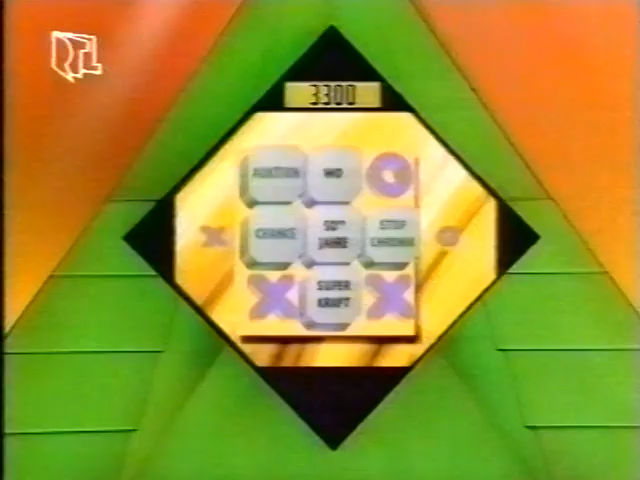 RTL
3300
AUKTION
WO
O
CHANCE
50ER
JAHRE
STOP
CHRONIK
X
O
SUPER
KRAFT
X
X